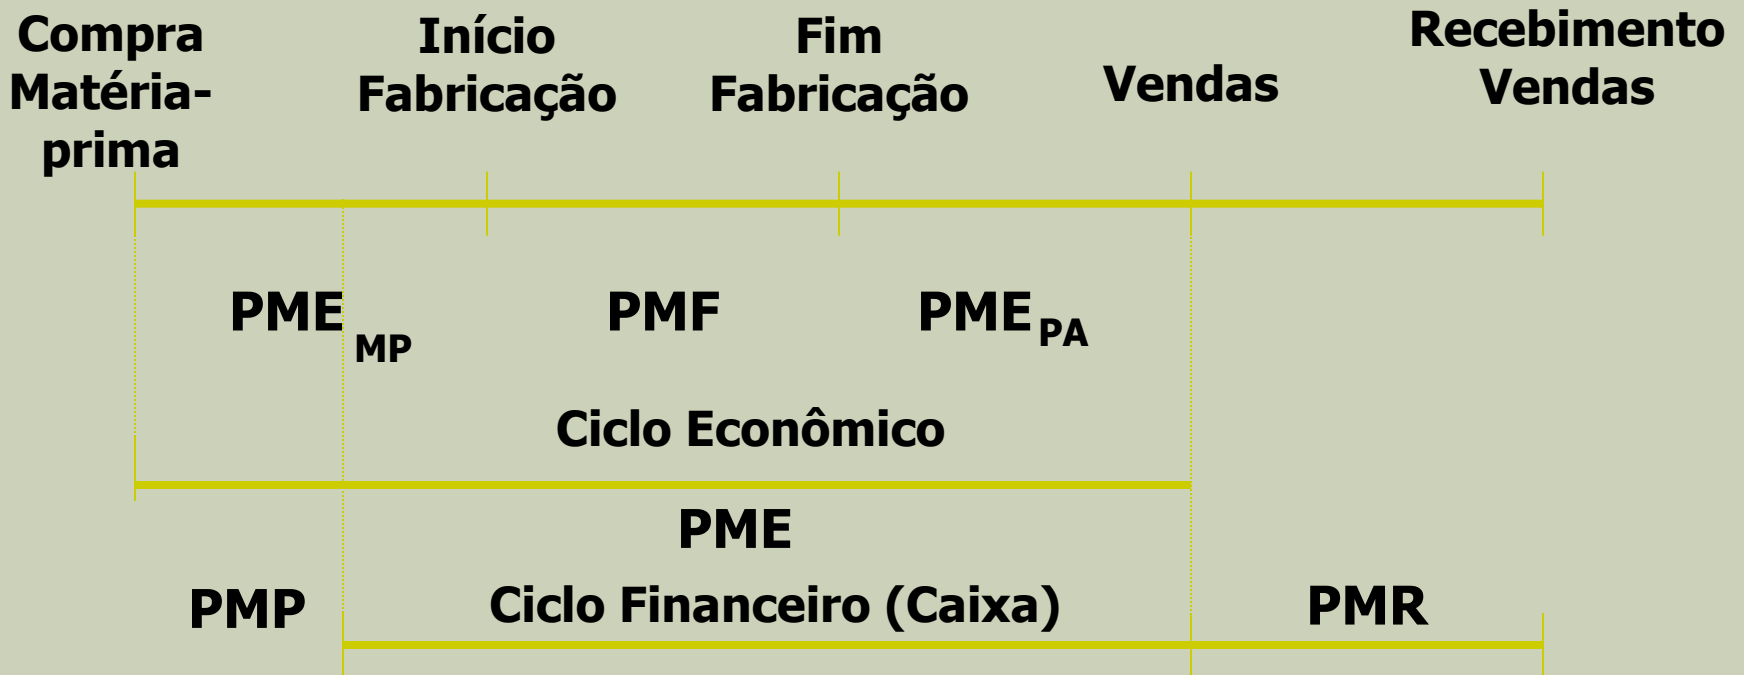 Compra
Matéria-
prima
Início
Fabricação
Fim
Fabricação
Vendas
Recebimento
Vendas
PME MP
PMF
PME PA
Ciclo Econômico
PME
PMP
Ciclo Financeiro (Caixa)
PMR